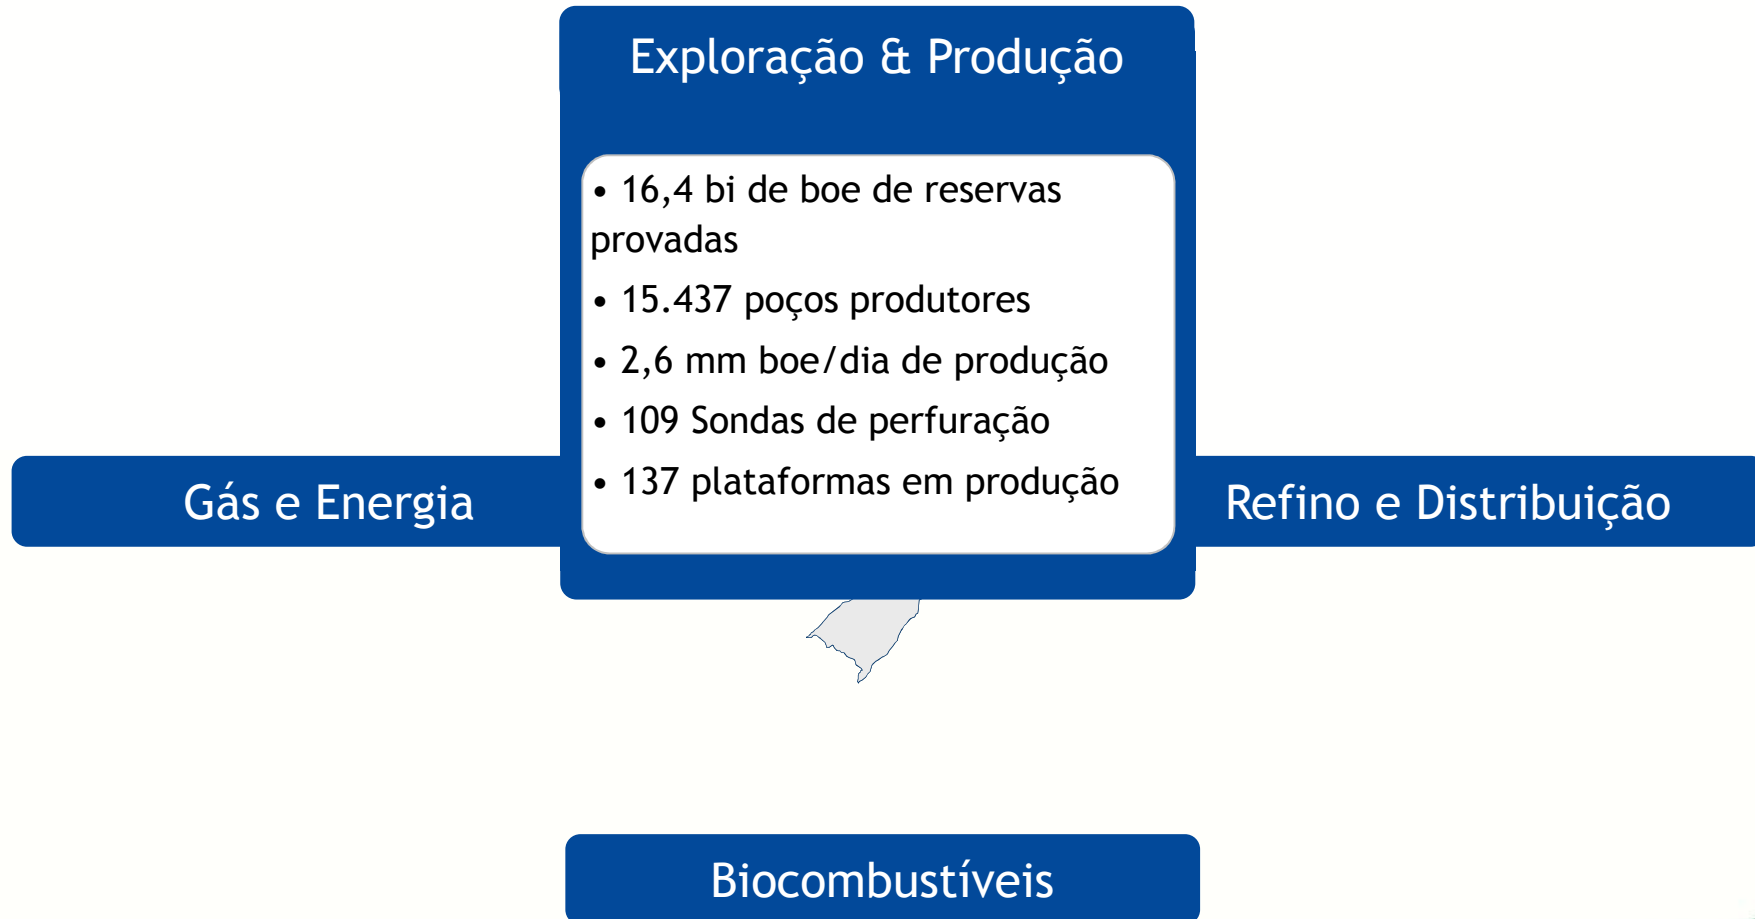 Exploração & Produção
• 16,4 bi de boe de reservas
provadas
• 15.437 poços produtores
• 2,6 mm boe/dia de produção
• 109 Sondas de perfuração
• 137 plataformas em produção
Gás e Energia
Refino e Distribuição
Biocombustíveis